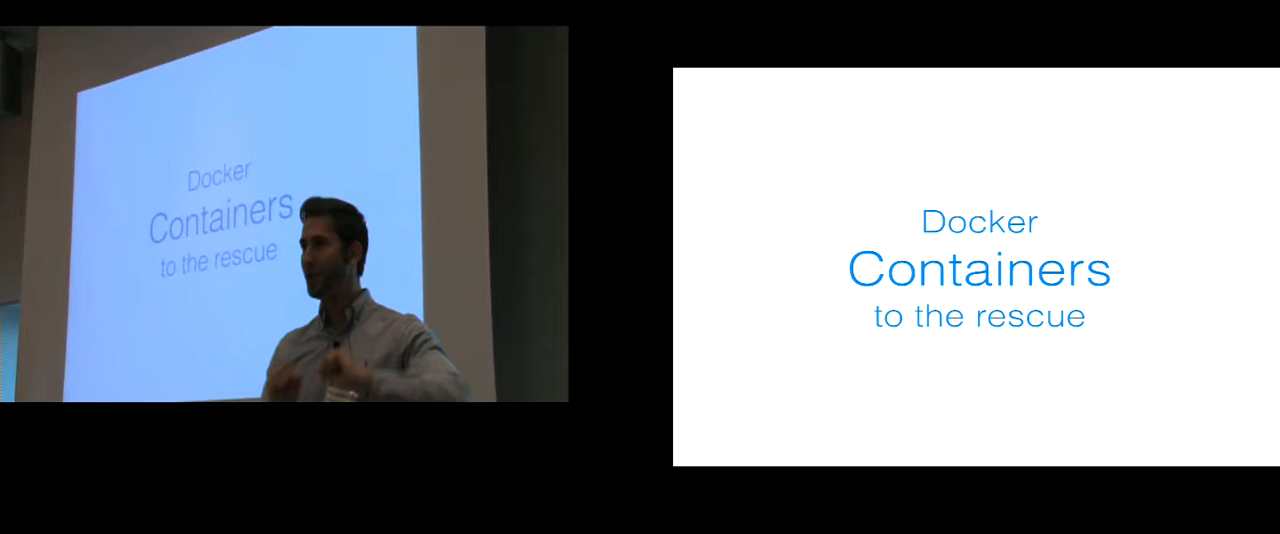 Docker
Containers
to the rescue
Docker
Containers
to the rescue